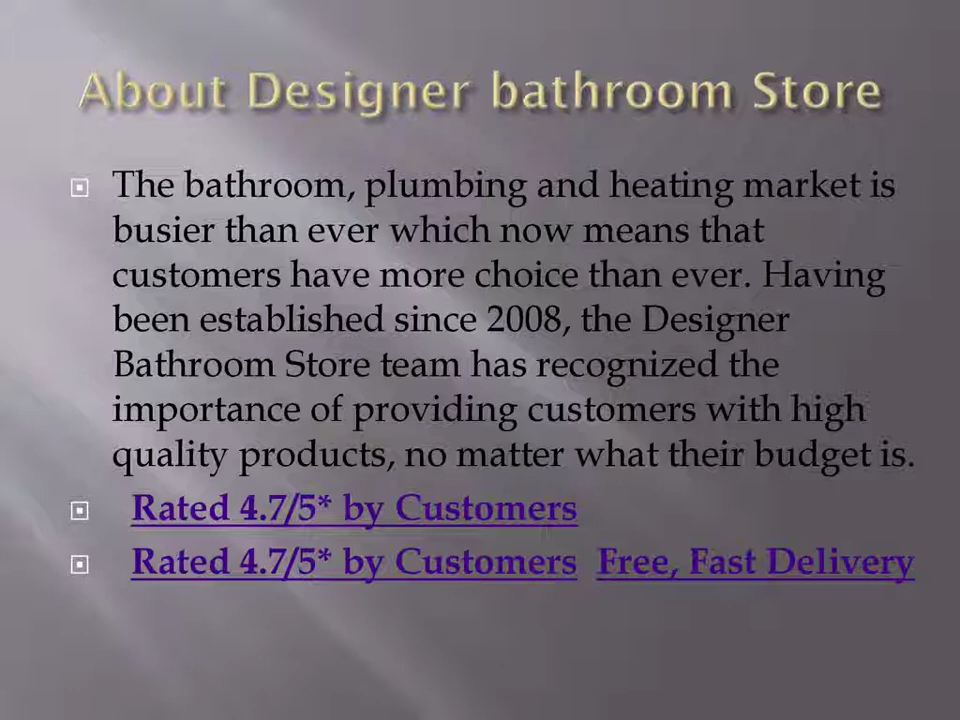 About Designer bathroom Store
The bathroom, plumbing and heating market is
busier than ever which now means that
customers have more choice than ever. Having
been established since 2008, the Designer
Bathroom Store team has recognized the
importance of providing customers with high
quality products, no matter what their budget is.
Rated 4.7/5* by Customers
Rated 4.7/5* by Customers Free, Fast Delivery